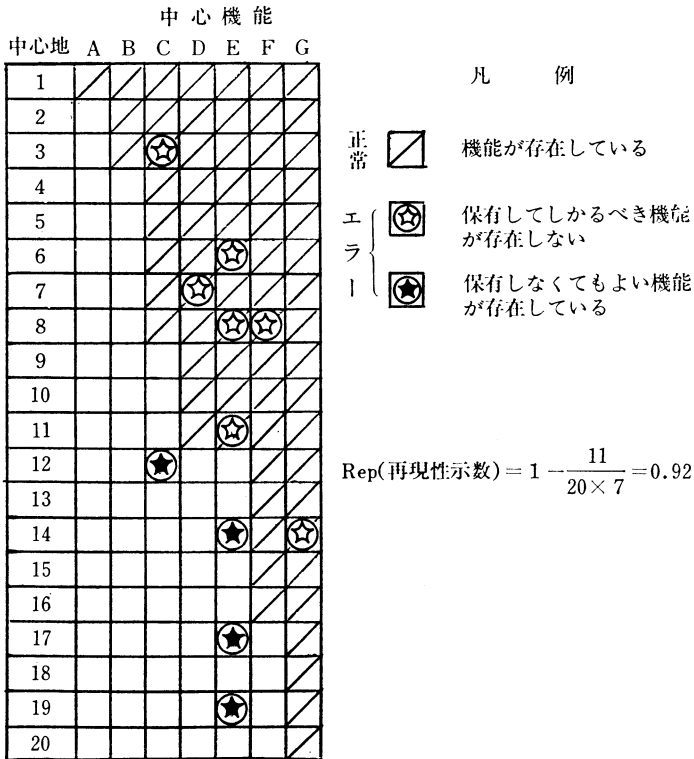 中心機能
中心地 A B C D E F G
1
2
3
4
5
6
7
8
9
10
11
12
13
14
15
16
17
18
19
20
凡例
正常
機能が存在している
エラー
保有してしかるべき機能
が存在しない
保有しなくてもよい機能
が存在している
Rep(再現性示数)=1-11/20×7=0.92